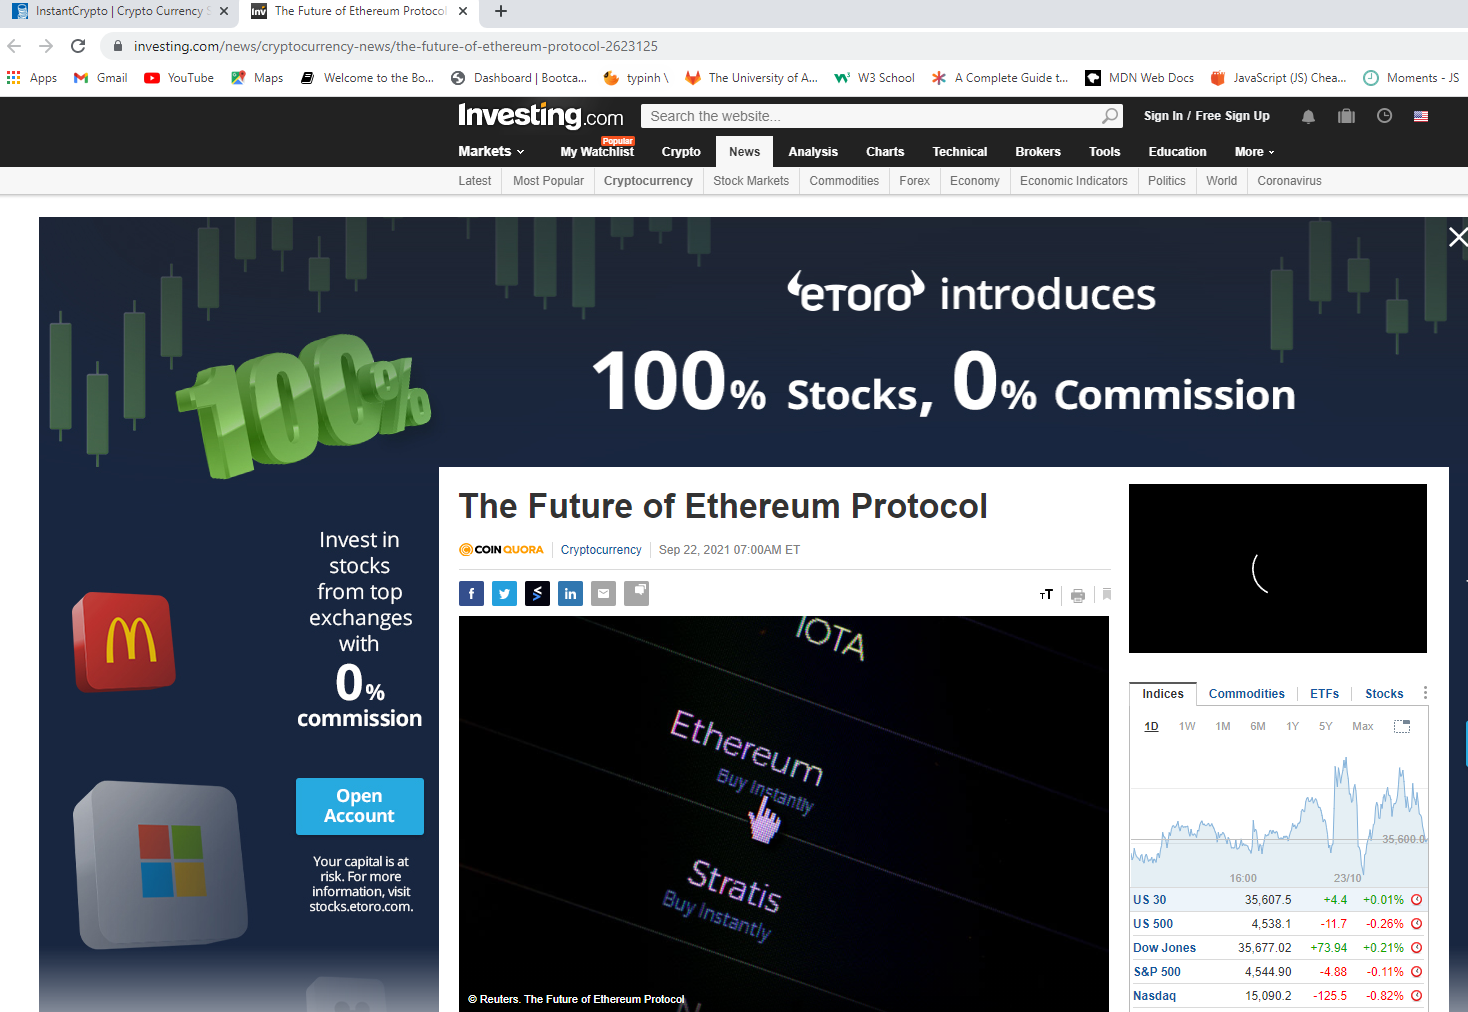 InstantCrypto | Crypto Currency S
Inv
The Future of Ethereum Protocol
investing.com/news/cryptocurrency-news/the-future-of-ethereum-protocol-2623125
Apps
Gmail
YouTube
Maps
Welcome to the Bo...
Dashboard | Bootca...
typinh \
The University of A...
W3 School
A Complete Guide t...
MDN Web Docs
JavaScript (JS) Chea...
Moments - JS
Investing.com
Search the website...
Sign In / Free Sign Up
Popular
Markets
My Watchlist
Crypto
News
Analysis
Charts
Technical
Brokers
Tools
Education
More
Latest
Most Popular
Cryptocurrency
Stock Markets
Commodities
Forex
Economy
Economic Indicators
Politics
World
Coronavirus
eToro introduces
100% Stocks, 0% Commission
100%
Invest in
stocks
from top
exchanges
with
0%
commission
Open
Account
Your capital is at
risk. For more
information, visit
stocks.etoro.com.
The Future of Ethereum Protocol
COINQUORA
Cryptocurrency
Sep 22, 2021 07:00AM ET
IOTA
Ethereum
Buy Instantly
Stratis
Buy Instantly
© Reuters. The Future of Ethereum Protocol
Indices
Commodities
ETFs
Stocks
1D
1W
1M
6M
1Y
5Y
Max
35,600.0
16:00
23/10
US 30 35,607.5 +4.4 +0.01%
US 500 4,538.1 -11.7 -0.26%
Dow Jones 35,677.02 +73.94 +0.21%
S&P 500 4,544.90 -4.88 -0.11%
Nasdaq 15,090.2 -125.5 -0.82%